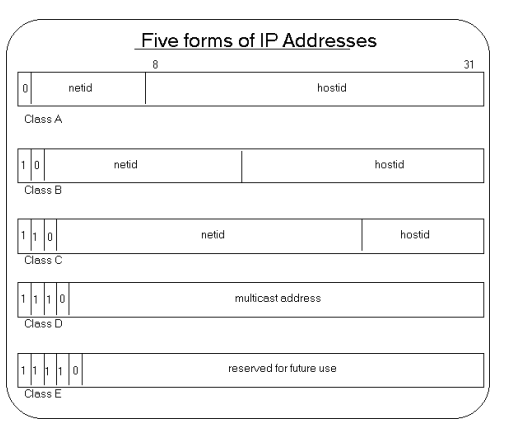 Five forms of IP Addresses
8 31
0 netid hostid
Class A
1 0 netid hostid
Class B
1 1 0 netid hostid
Class C
1 1 1 0 multicast address
Class D
1 1 1 1 0 reserved for future use
Class E